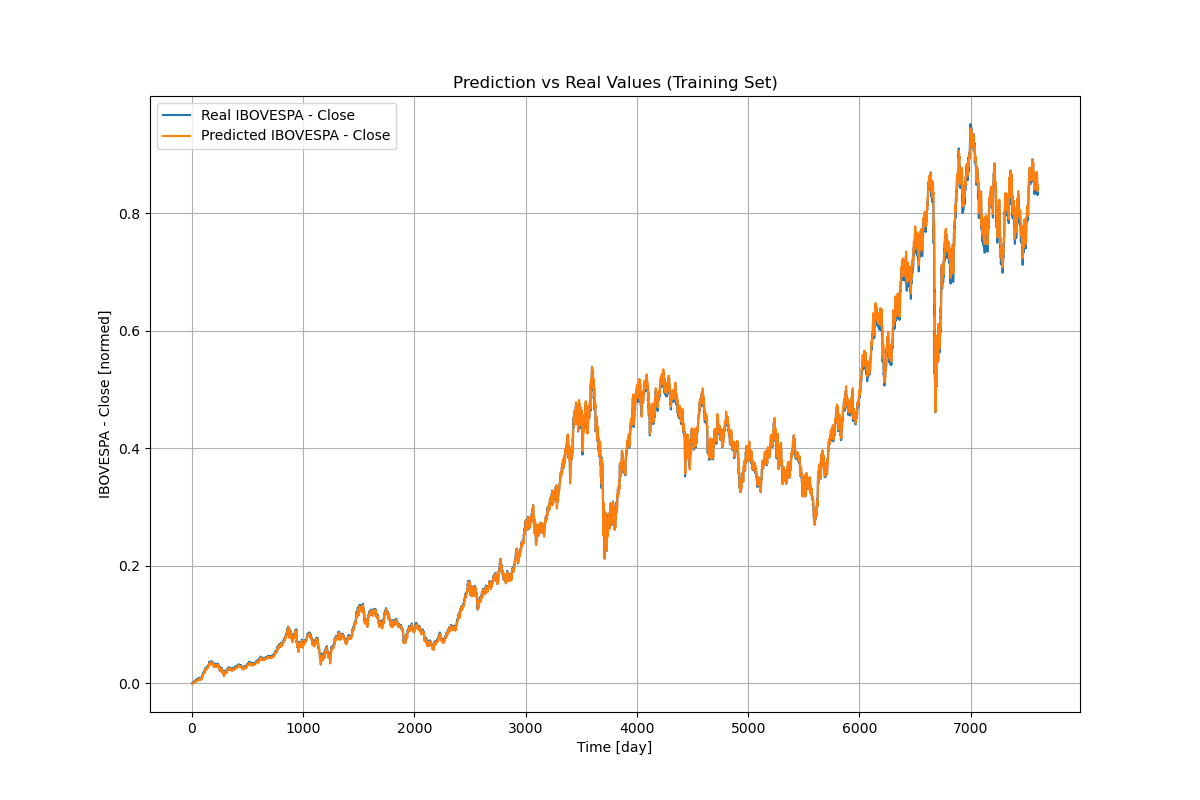 Prediction vs Real Values (Training Set)
Real IBOVESPA - Close
Predicted IBOVESPA - Close
IBOVESPA - Close [normed]
0.8
0.6
0.4
0.2
0.0
0 1000 2000 3000 4000 5000 6000 7000
Time [day]